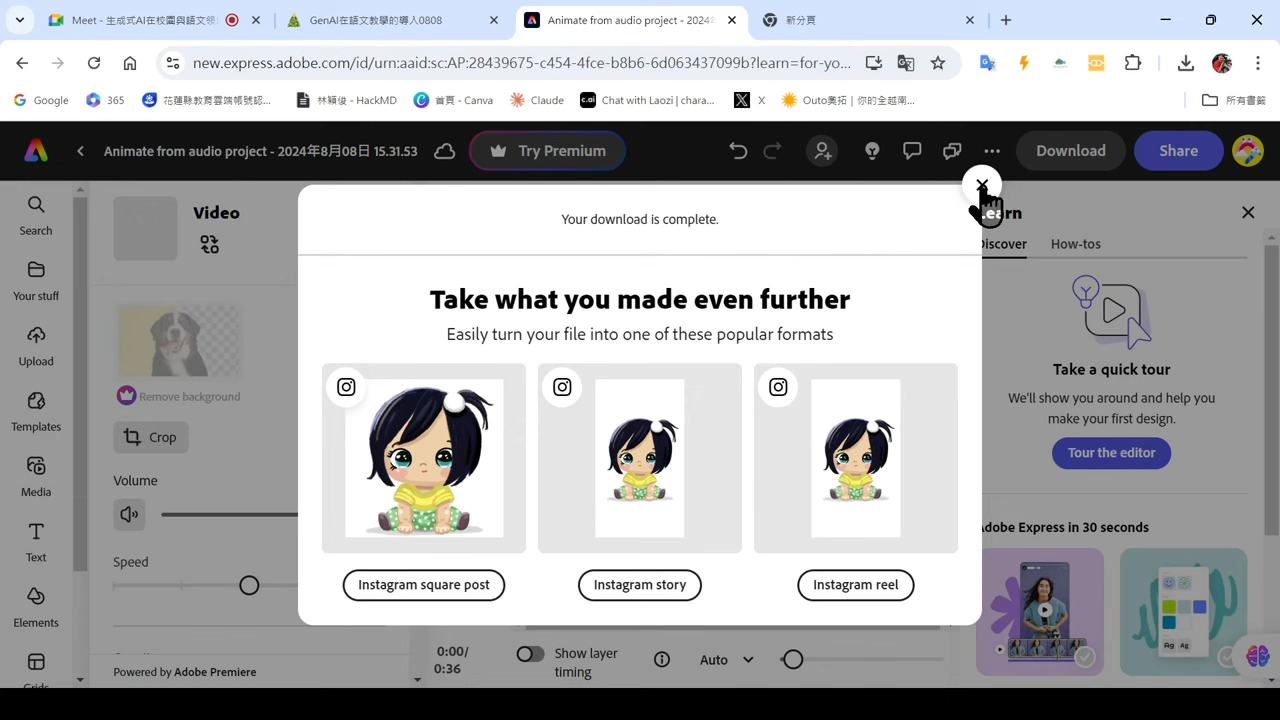 Meet - 生成式AI在校園與語文領
GenAI在語文教學的導入0808
Animate from audio project - 2024
新分頁
new.express.adobe.com/id/urn:aaid:sc:AP:28439675-c454-4fce-b8b6-6d063437099b?learn=for-yo...
Google
365
花蓮縣教育雲端帳號認...
林穎俊 - HackMD
首頁 - Canva
Claude
c.ai
Chat with Laozi (chara...
X
Outo奧拓｜你的全越南...
所有書籤
Animate from audio project - 2024年8月08日 15.31.53
Try Premium
Download
Share
Search
Your stuff
Upload
Templates
Media
Text
Elements
Grids
Video
Remove background
Crop
Volume
Speed
Powered by Adobe Premiere
Your download is complete.
Take what you made even further
Easily turn your file into one of these popular formats
Instagram square post
Instagram story
Instagram reel
0:00/
0:36
Show layer
timing
Auto
Learn
Discover
How-tos
Take a quick tour
We'll show you around and help you
make your first design.
Tour the editor
Adobe Express in 30 seconds